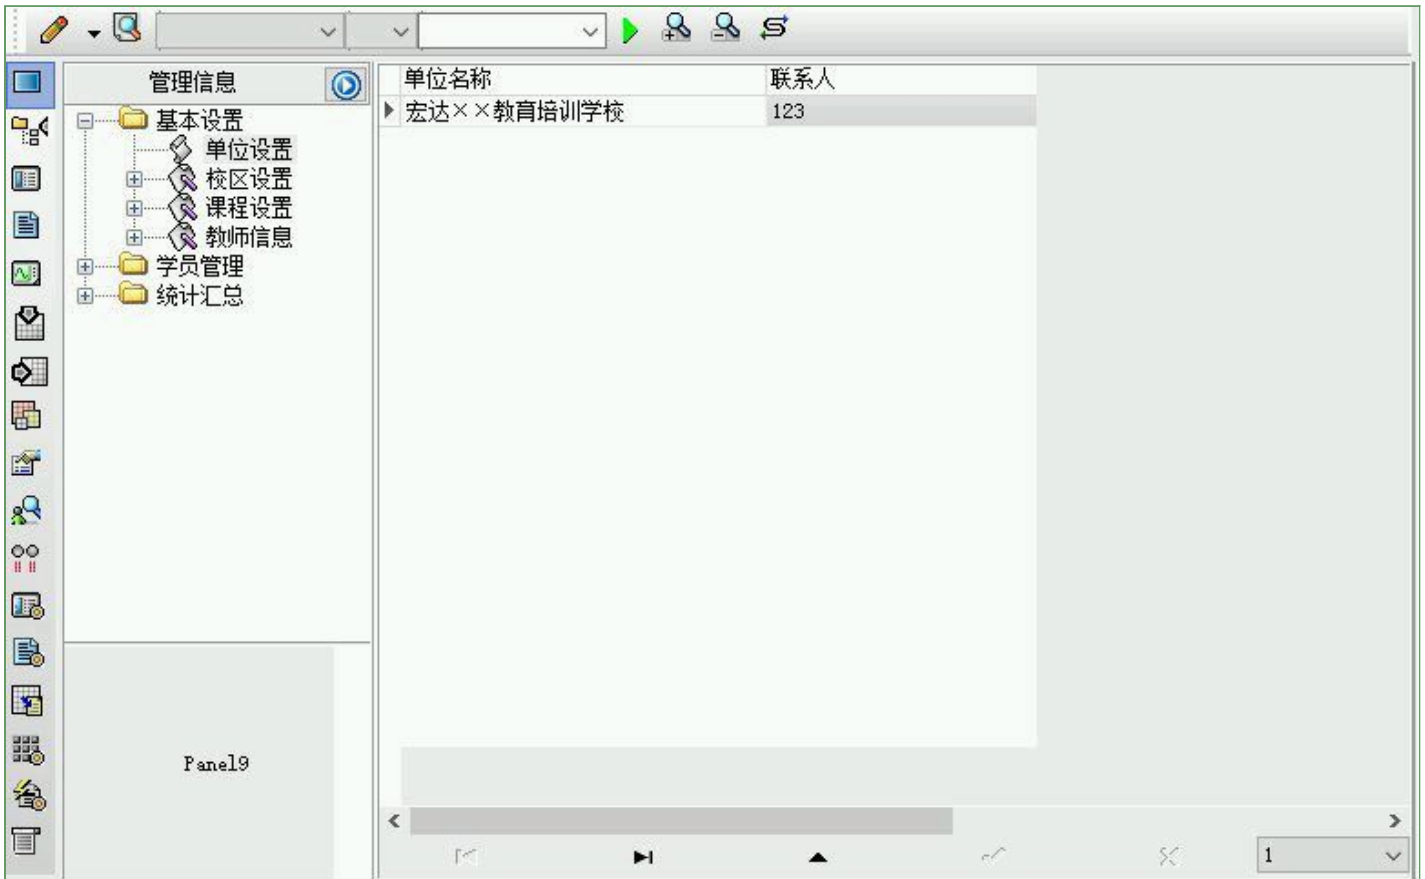 管理信息
基本设置
单位设置
校区设置
课程设置
教师信息
学员管理
统计汇总
Panel9
单位名称 联系人
宏达××教育培训学校 123
1